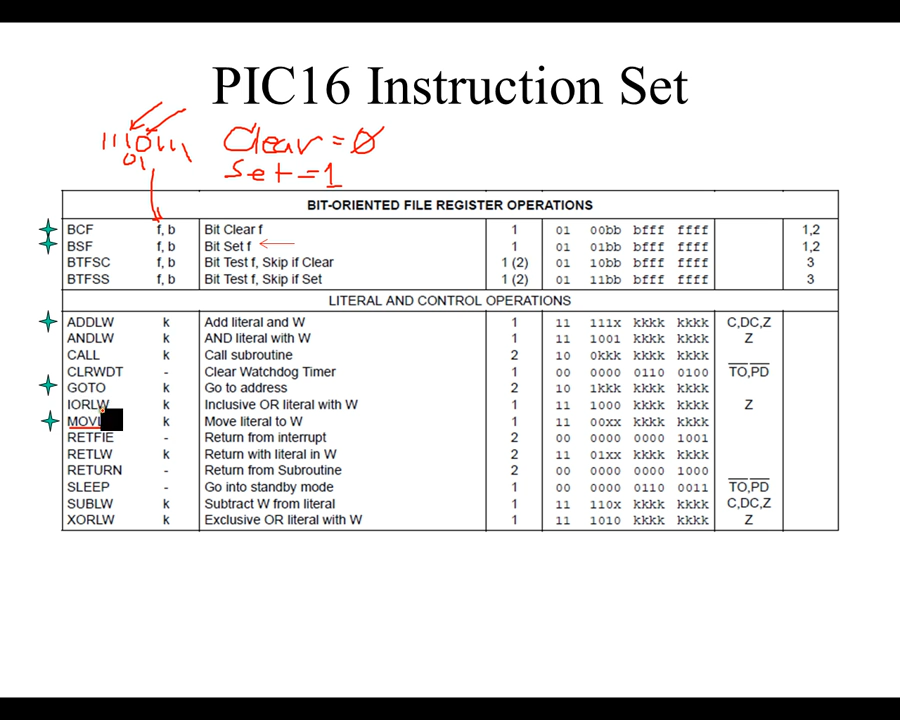 PIC16 Instruction Set
Clear = 0
01
Set = 1
BIT-ORIENTED FILE REGISTER OPERATIONS
BCF f, b Bit Clear f 1 01 00bb bfff ffff 1,2
BSF f, b Bit Set f 1 01 01bb bfff ffff 1,2
BTFSC f, b Bit Test f, Skip if Clear 1 (2) 01 10bb bfff ffff 3
BTFSS f, b Bit Test f, Skip if Set 1 (2) 01 11bb bfff ffff 3
LITERAL AND CONTROL OPERATIONS
ADDLW k Add literal and W 1 11 111x kkkk kkkk C,DC,Z
ANDLW k AND literal with W 1 11 1001 kkkk kkkk Z
CALL k Call subroutine 2 10 0kkk kkkk kkkk
CLRWDT - Clear Watchdog Timer 1 00 0000 0110 0100 TO,PD
GOTO k Go to address 2 10 1kkk kkkk kkkk
IORLW k Inclusive OR literal with W 1 11 1000 kkkk kkkk Z
MOVL k Move literal to W 1 11 00xx kkkk kkkk
RETFIE - Return from interrupt 2 00 0000 0000 1001
RETLW k Return with literal in W 2 11 01xx kkkk kkkk
RETURN - Return from Subroutine 2 00 0000 0000 1000
SLEEP - Go into standby mode 1 00 0000 0110 0011 TO,PD
SUBLW k Subtract W from literal 1 11 110x kkkk kkkk C,DC,Z
XORLW k Exclusive OR literal with W 1 11 1010 kkkk kkkk Z